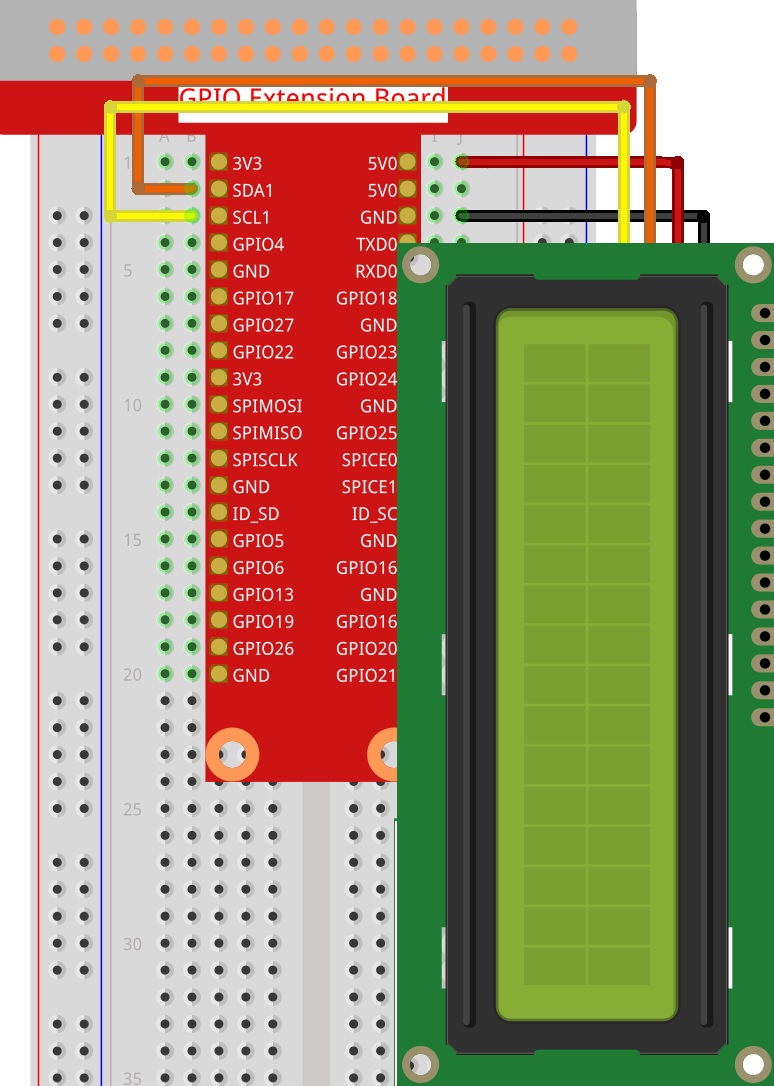 GPIO Extension Board
A B I J
1 3V3 5V0
SDA1 5V0
SCL1 GND
GPIO4 TXD0
5 GND RXD0
GPIO17 GPIO18
GPIO27 GND
GPIO22 GPIO23
3V3 GPIO24
10 SPIMOSI GND
SPIMISO GPIO25
SPISCLK SPICE0
GND SPICE1
ID_SD ID_SC
15 GPIO5 GND
GPIO6 GPIO16
GPIO13 GND
GPIO19 GPIO16
GPIO26 GPIO20
20 GND GPIO21
25
30
35